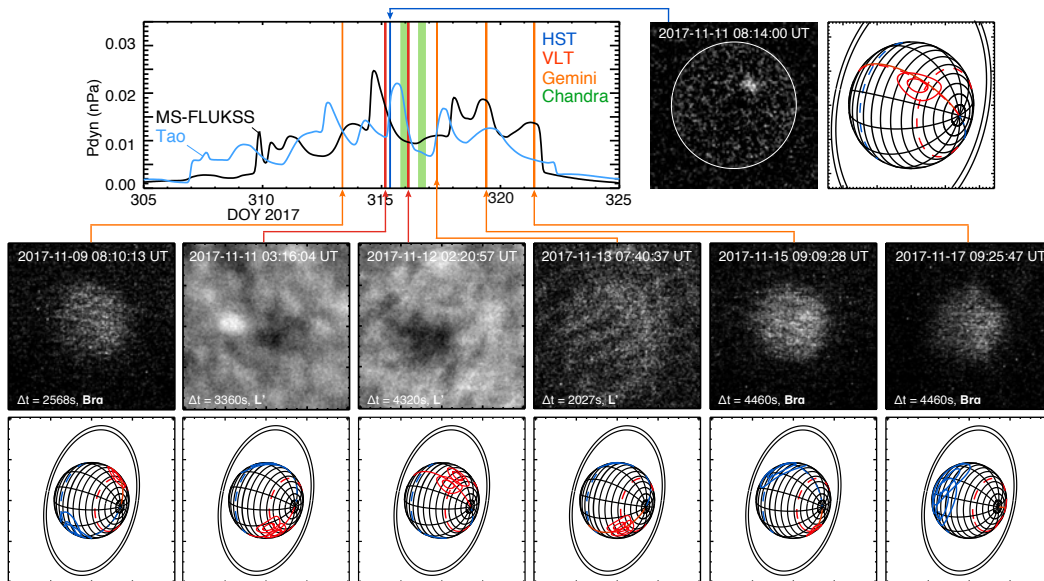 0.03
0.02
0.01
0.00
Pdyn (nPa)
MS-FLUKSS
Tao
HST
VLT
Gemini
Chandra
305
310
315
320
325
DOY 2017
2017-11-11 08:14:00 UT
2017-11-09 08:10:13 UT
Δt = 2568s, Brα
2017-11-11 03:16:04 UT
Δt = 3360s, L'
2017-11-12 02:20:57 UT
Δt = 4320s, L'
2017-11-13 07:40:37 UT
Δt = 2027s, L'
2017-11-15 09:09:28 UT
Δt = 4460s, Brα
2017-11-17 09:25:47 UT
Δt = 4460s, Brα